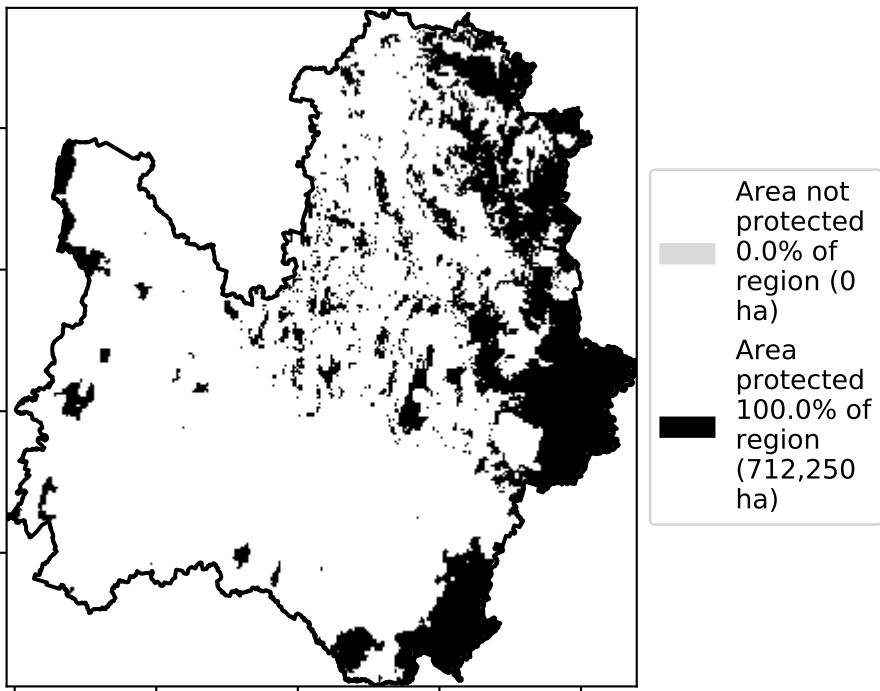 Area not
protected
0.0% of
region (0
ha)
Area
protected
100.0% of
region
(712,250
ha)